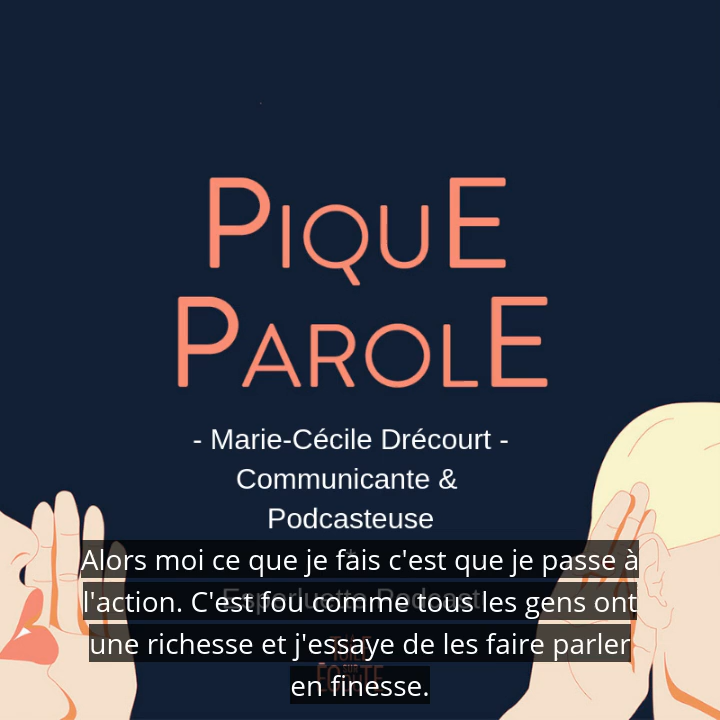 PIQUE
PAROLE
- Marie-Cécile Drécourt -
Communicante &
Podcasteuse
Alors moi ce que je fais c'est que je passe à
l'action. C'est fou comme tous les gens ont
une richesse et j'essaye de les faire parler
en finesse.